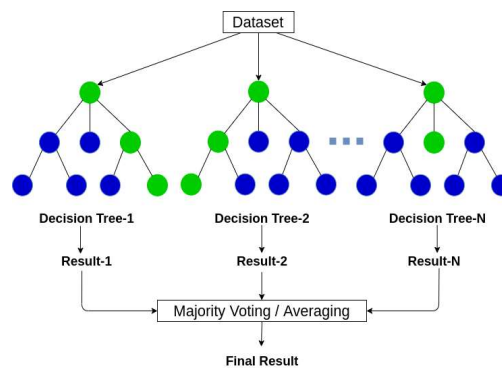 Dataset
Decision Tree-1
Decision Tree-2
Decision Tree-N
Result-1
Result-2
Result-N
Majority Voting / Averaging
Final Result